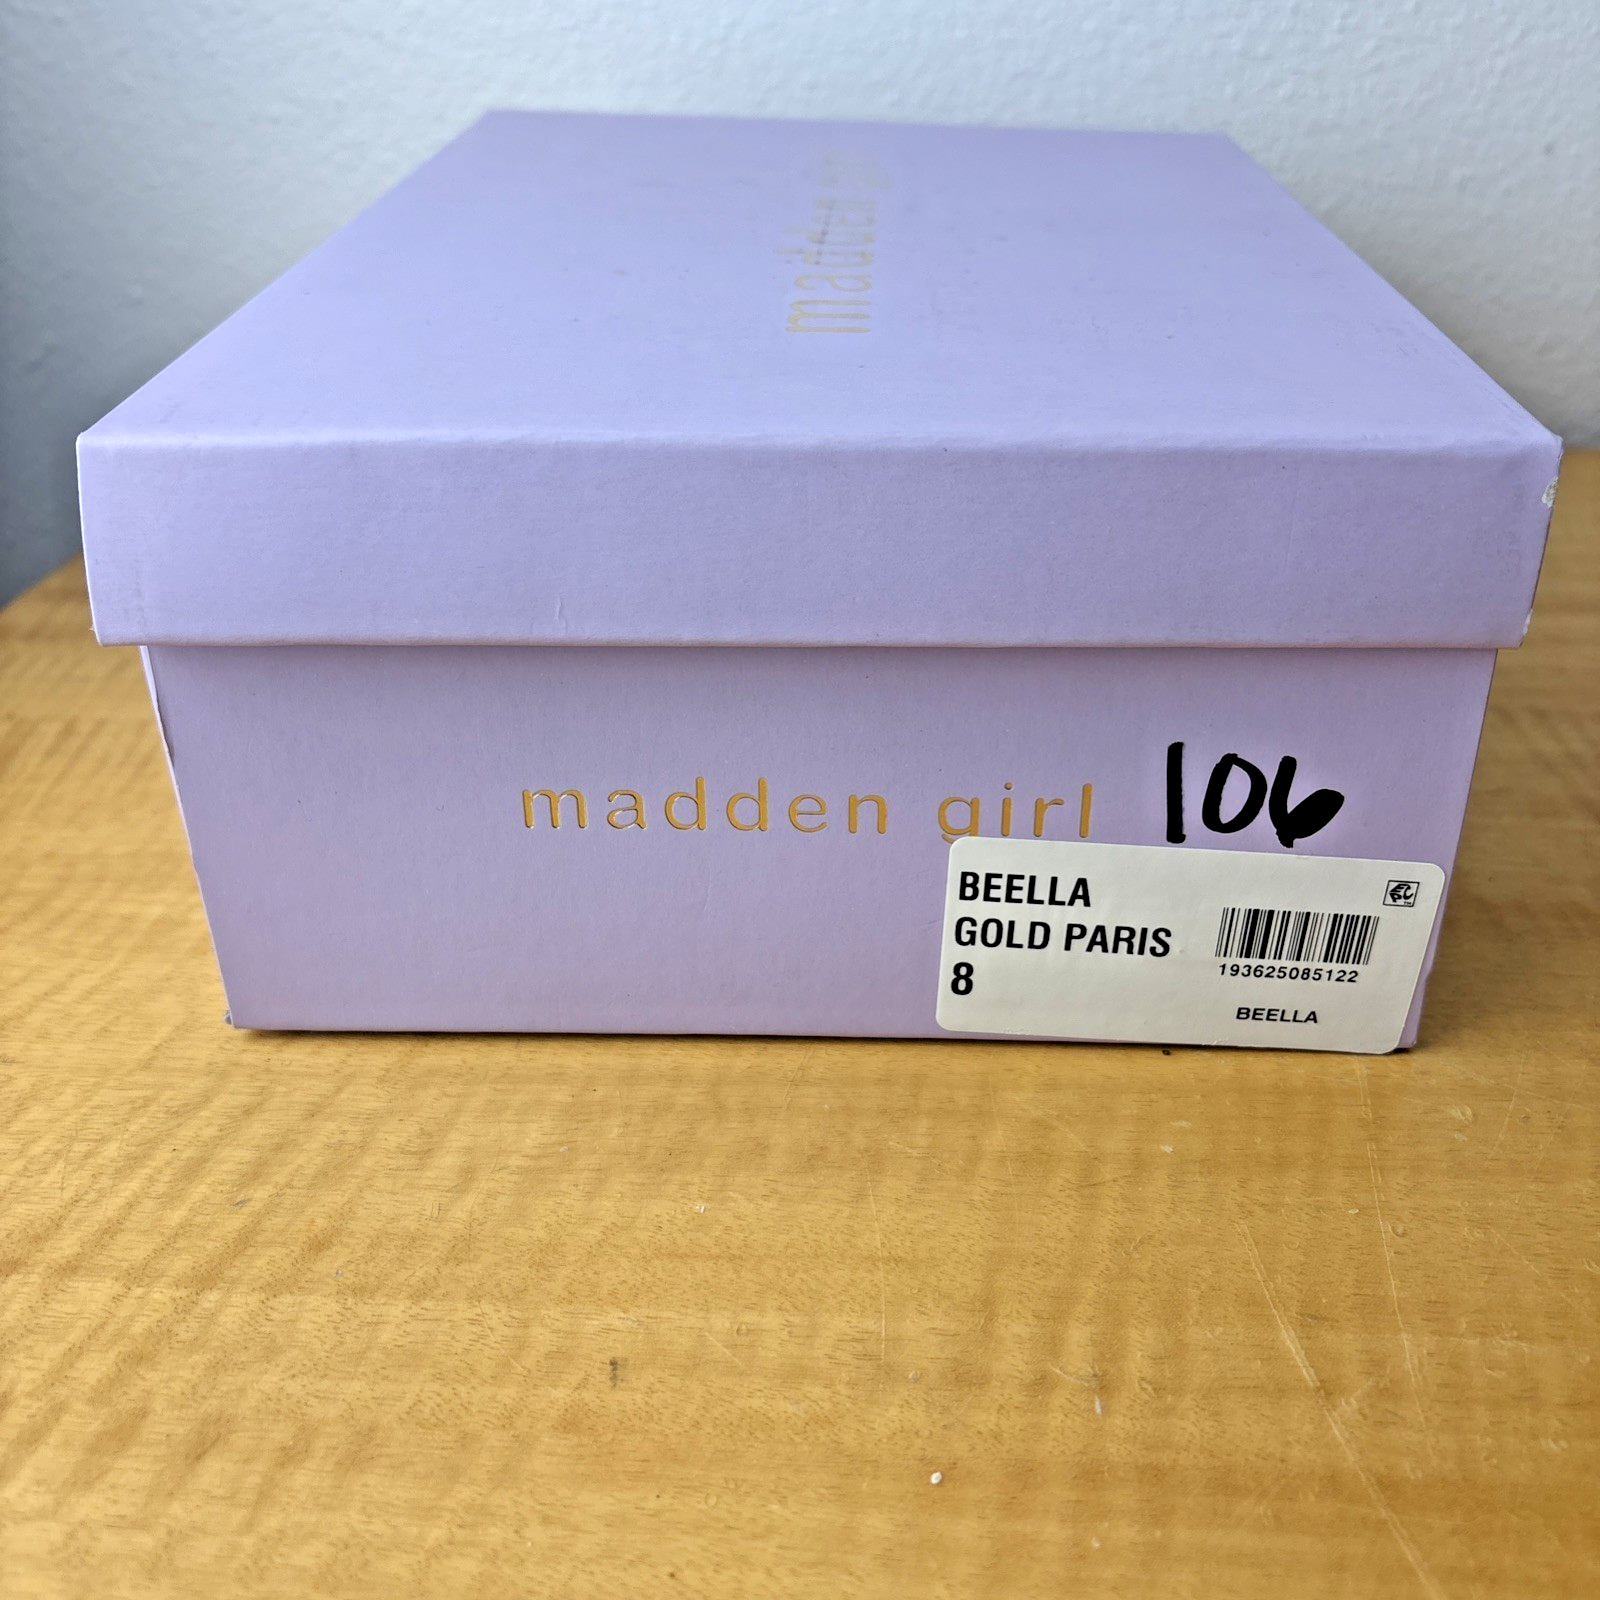 madden girl
madden girl
106
BEELLA
GOLD PARIS
8
193625085122
BEELLA